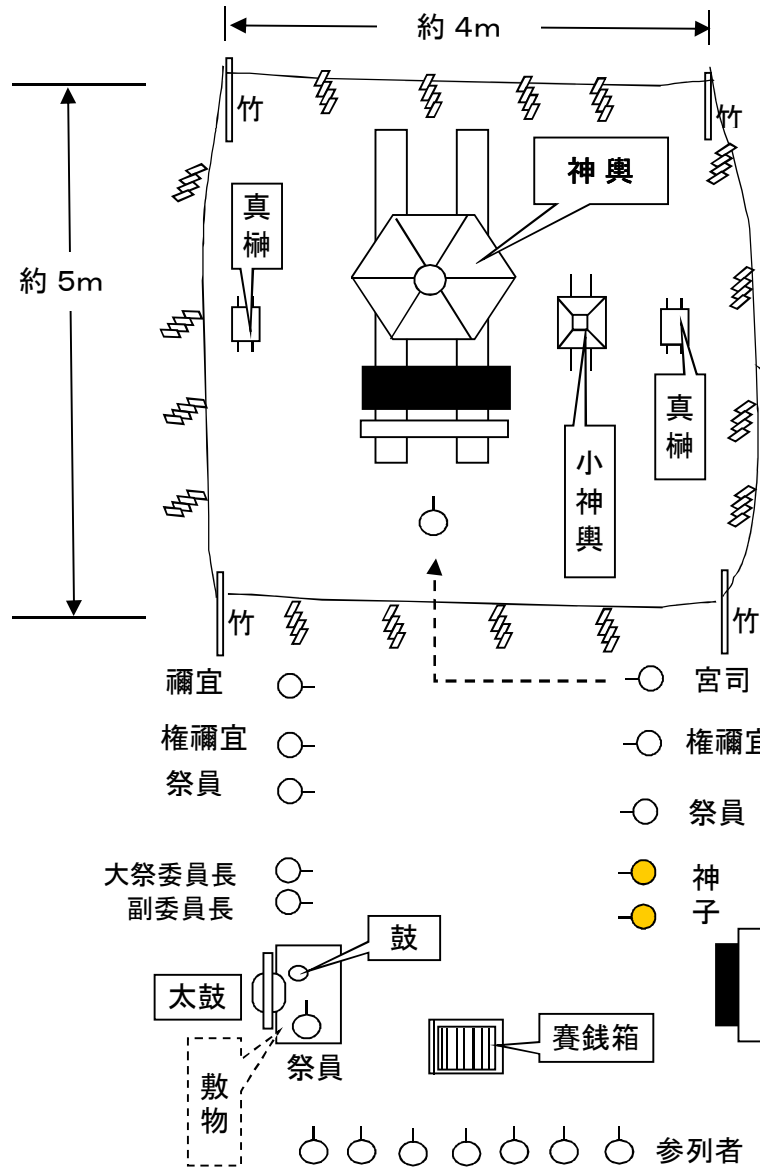 約 4m
竹
竹
神 輿
真榊
約 5m
真榊
小神輿
竹
竹
禰宜
宮司
権禰宜
権禰宜
祭員
祭員
大祭委員長
神子
副委員長
鼓
太鼓
賽銭箱
祭員
敷物
参列者